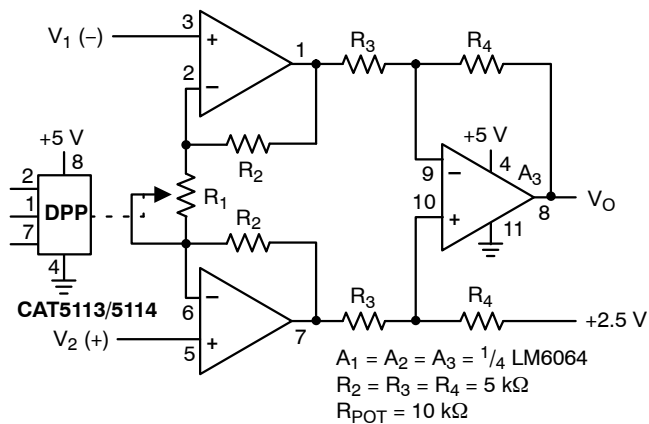 V1 (–)
3
+
1
R3
R4
2
–
+5 V
8
R2
+5 V
4
A3
9
–
2
1
7
DPP
R1
10
+
8
VO
11
R2
4
CAT5113/5114
–
6
R3
R4
7
+2.5 V
V2 (+)
5
+
A1 = A2 = A3 = 1/4 LM6064
R2 = R3 = R4 = 5 kΩ
RPOT = 10 kΩ